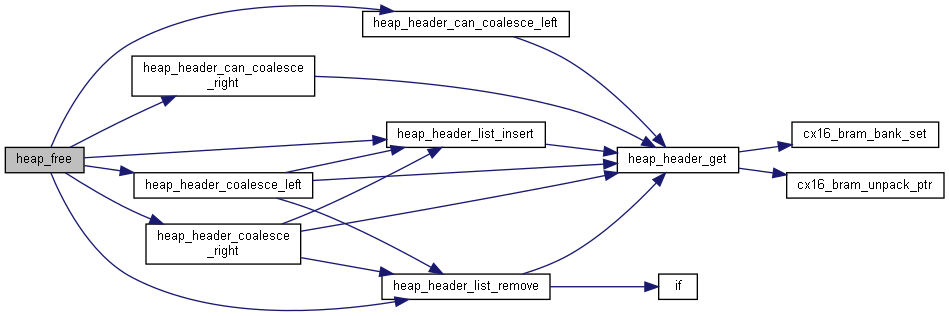 heap_header_can_coalesce_left
heap_header_can_coalesce
_right
heap_header_list_insert
cx16_bram_bank_set
heap_free
heap_header_get
heap_header_coalesce_left
cx16_bram_unpack_ptr
heap_header_coalesce
_right
heap_header_list_remove
if